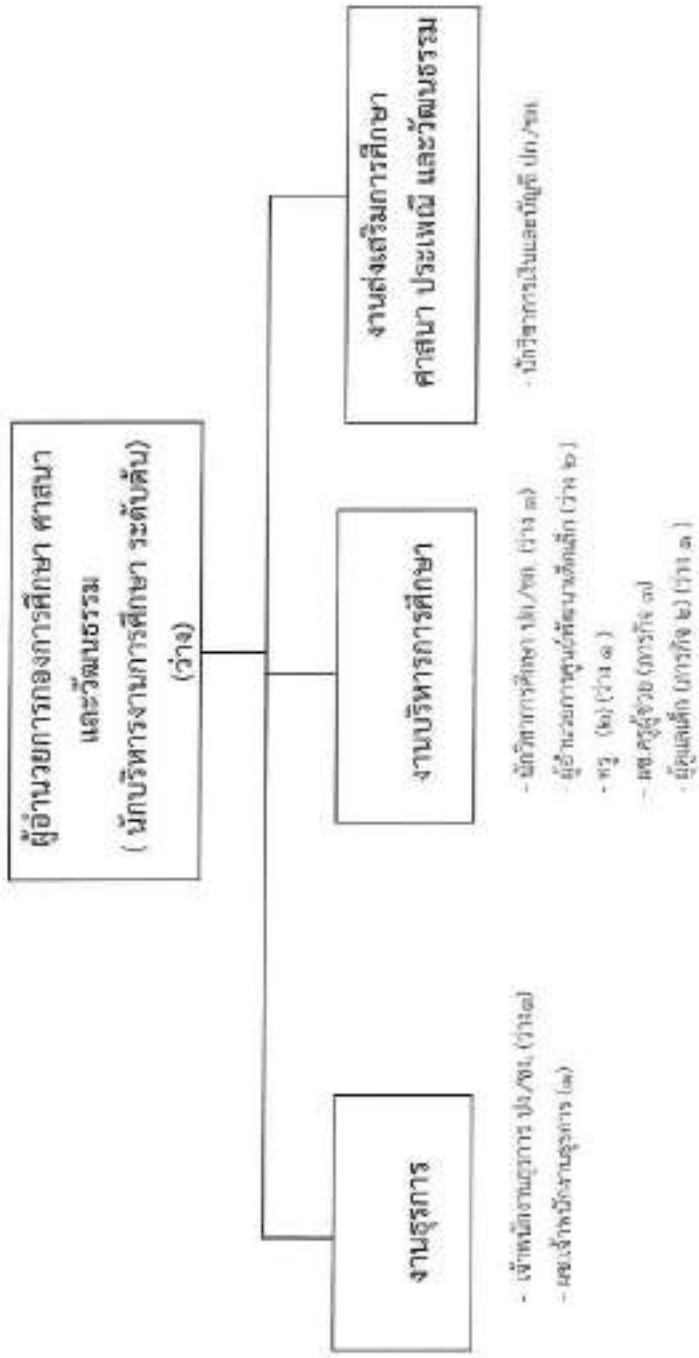 ผู้อำนวยการกองการศึกษา ศาสนา
และวัฒนธรรม
( นักบริหารงานการศึกษา ระดับต้น)
(ว่าง)
งานธุรการ
- เจ้าพนักงานธุรการ ปง./ชง. (ว่าง๑)
- ผช.เจ้าพนักงานธุรการ (๑)
งานบริหารการศึกษา
- นักวิชาการศึกษา ปก./ชก. (ว่าง ๑)
- ผู้อำนวยการศูนย์พัฒนาเด็กเล็ก (ว่าง ๒ )
- ครู (๒) (ว่าง ๑ )
- ผช.ครูผู้ช่วย (ภารกิจ ๗)
- ผู้ดูแลเด็ก (ภารกิจ ๒) (ว่าง ๑ )
งานส่งเสริมการศึกษา
ศาสนา ประเพณี และวัฒนธรรม
- นักวิชาการเงินและบัญชี ปก/ชก.